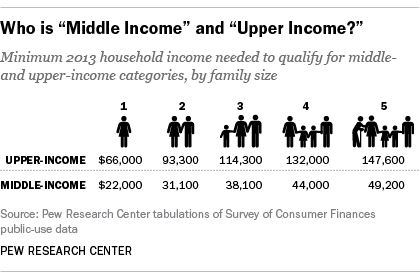 Who is “Middle Income” and “Upper Income?”
Minimum 2013 household income needed to qualify for middle-
and upper-income categories, by family size
1 2 3 4 5
UPPER-INCOME $66,000 93,300 114,300 132,000 147,600
MIDDLE-INCOME $22,000 31,100 38,100 44,000 49,200
Source: Pew Research Center tabulations of Survey of Consumer Finances
public-use data
PEW RESEARCH CENTER